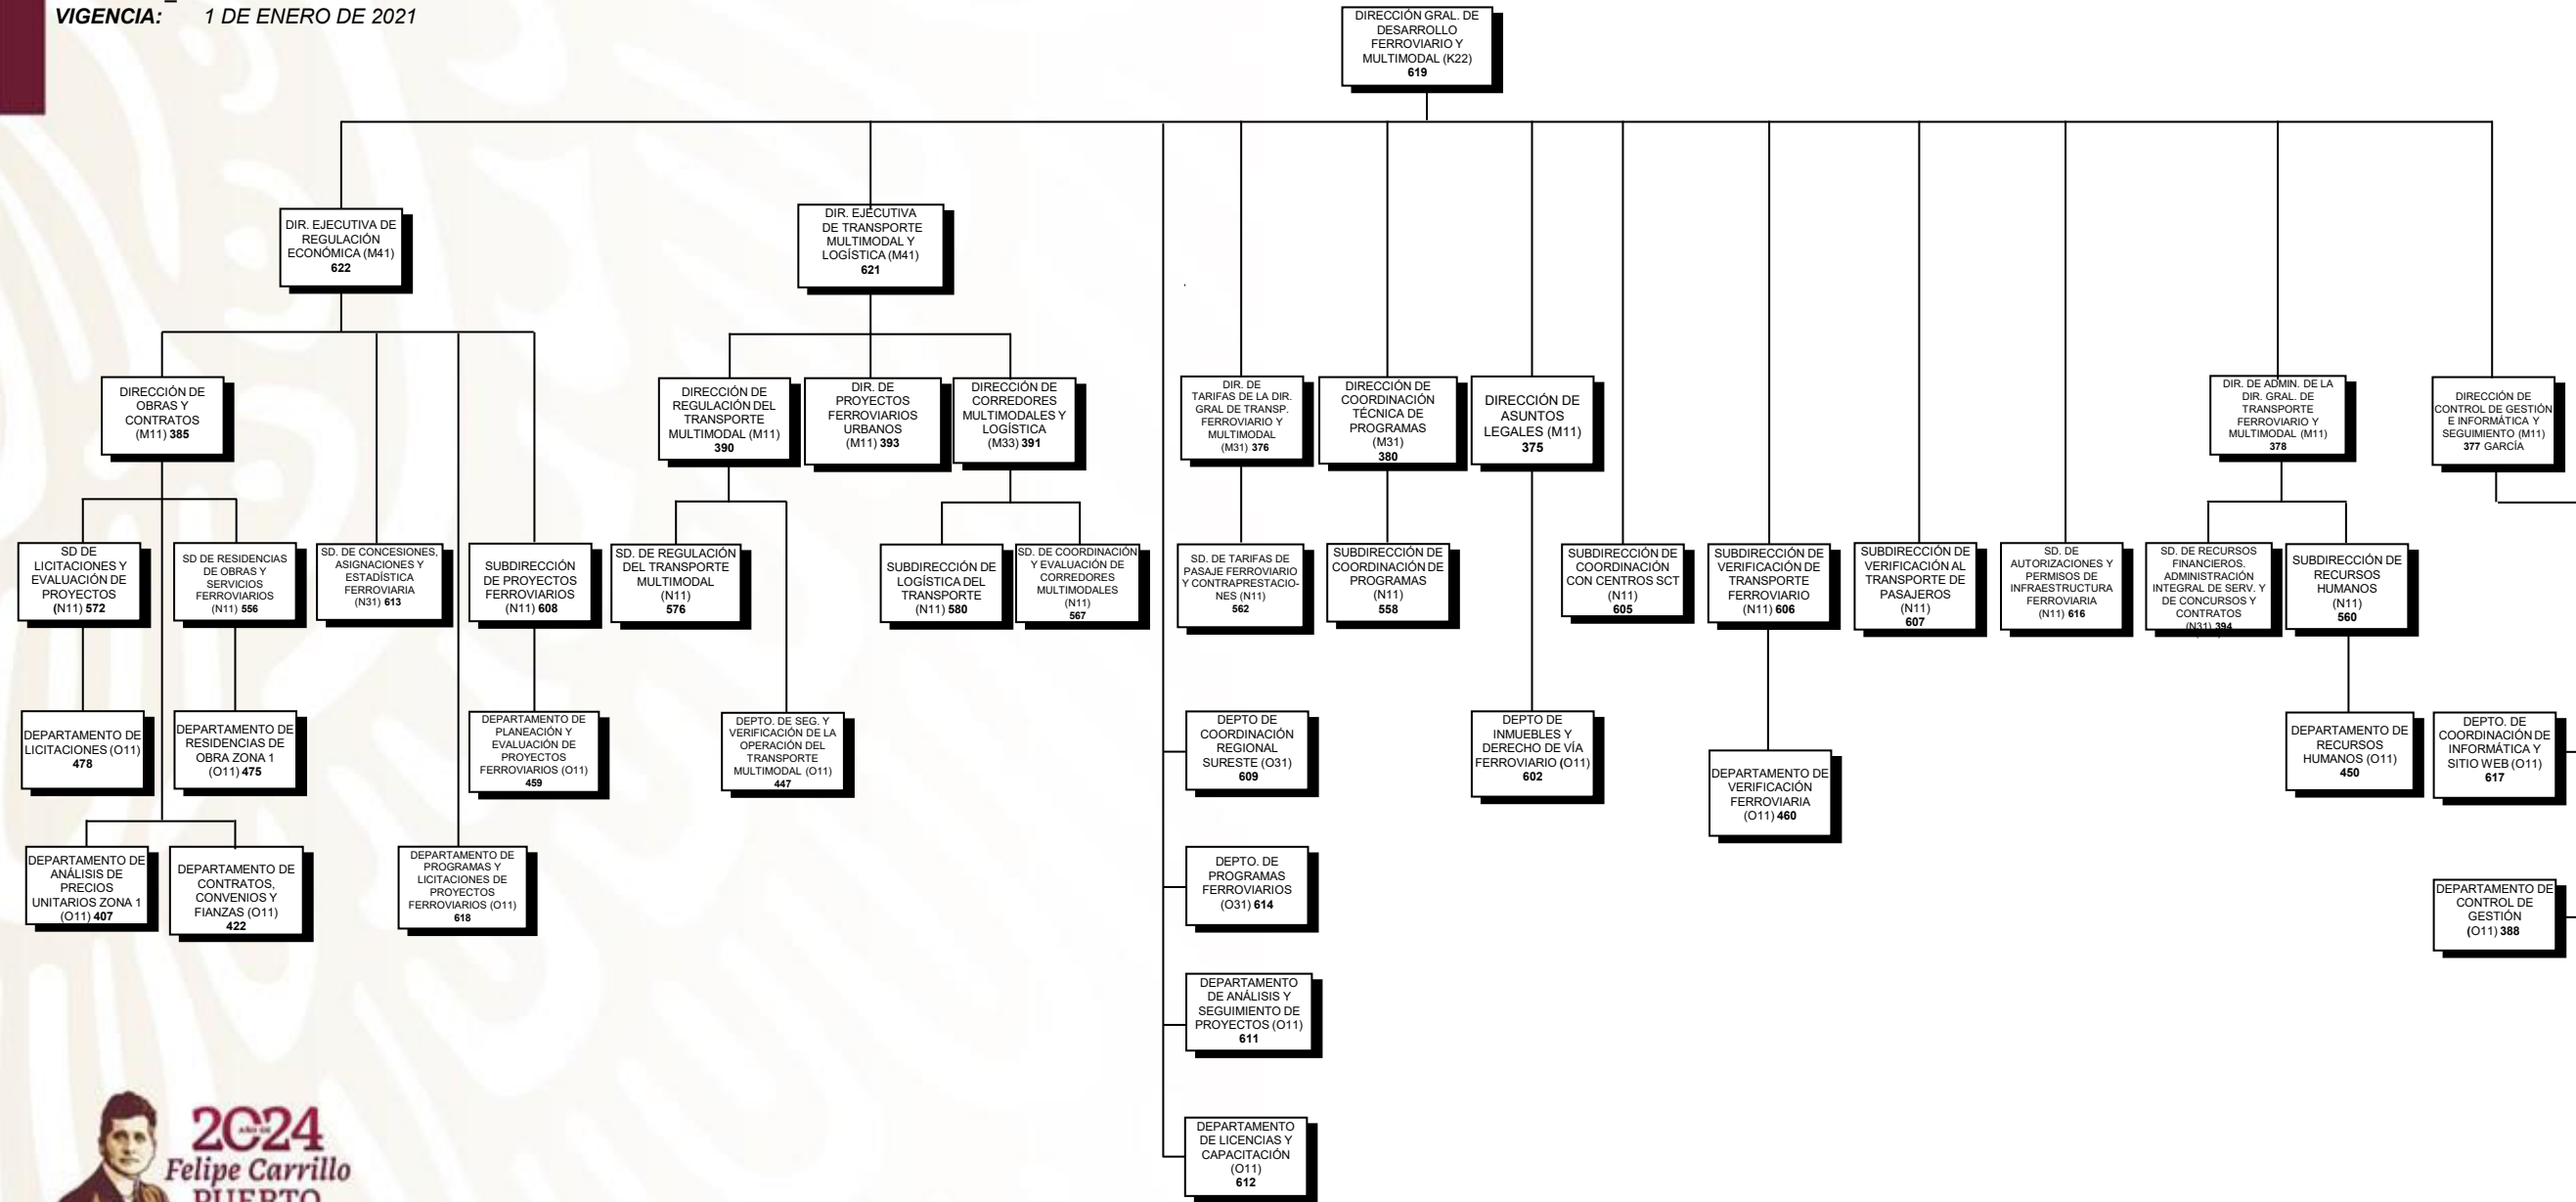 VIGENCIA: 1 DE ENERO DE 2021
DIRECCIÓN GRAL. DE
DESARROLLO
FERROVIARIO Y
MULTIMODAL (K22)
619
DIR. EJECUTIVA DE
REGULACIÓN
ECONÓMICA (M41)
622
DIR. EJECUTIVA
DE TRANSPORTE
MULTIMODAL Y
LOGÍSTICA (M41)
621
DIRECCIÓN DE
OBRAS Y
CONTRATOS
(M11) 385
DIRECCIÓN DE
REGULACIÓN DEL
TRANSPORTE
MULTIMODAL (M11)
390
DIR. DE
PROYECTOS
FERROVIARIOS
URBANOS
(M11) 393
DIRECCIÓN DE
CORREDORES
MULTIMODALES Y
LOGÍSTICA
(M33) 391
DIR. DE
TARIFAS DE LA DIR.
GRAL DE TRANSP.
FERROVIARIO Y
MULTIMODAL
(M31) 376
DIRECCIÓN DE
COORDINACIÓN
TÉCNICA DE
PROGRAMAS
(M31)
380
DIRECCIÓN DE
ASUNTOS
LEGALES (M11)
375
DIR. DE ADMIN. DE LA
DIR. GRAL. DE
TRANSPORTE
FERROVIARIO Y
MULTIMODAL (M11)
378
DIRECCIÓN DE
CONTROL DE GESTIÓN
E INFORMÁTICA Y
SEGUIMIENTO (M11)
377 GARCÍA
SD DE
LICITACIONES Y
EVALUACIÓN DE
PROYECTOS
(N11) 572
SD DE RESIDENCIAS
DE OBRAS Y
SERVICIOS
FERROVIARIOS
(N11) 556
SD. DE CONCESIONES,
ASIGNACIONES Y
ESTADÍSTICA
FERROVIARIA
(N31) 613
SUBDIRECCIÓN
DE PROYECTOS
FERROVIARIOS
(N11) 608
SD. DE REGULACIÓN
DEL TRANSPORTE
MULTIMODAL
(N11)
576
SUBDIRECCIÓN DE
LOGÍSTICA DEL
TRANSPORTE
(N11) 580
SD. DE COORDINACIÓN
Y EVALUACIÓN DE
CORREDORES
MULTIMODALES
(N11)
567
SD. DE TARIFAS DE
PASAJE FERROVIARIO
Y CONTRAPRESTACIO-
NES (N11)
562
SUBDIRECCIÓN DE
COORDINACIÓN DE
PROGRAMAS
(N11)
558
SUBDIRECCIÓN DE
COORDINACIÓN
CON CENTROS SCT
(N11)
605
SUBDIRECCIÓN DE
VERIFICACIÓN DE
TRANSPORTE
FERROVIARIO
(N11) 606
SUBDIRECCIÓN DE
VERIFICACIÓN AL
TRANSPORTE DE
PASAJEROS
(N11)
607
SD. DE
AUTORIZACIONES Y
PERMISOS DE
INFRAESTRUCTURA
FERROVIARIA
(N11) 616
SD. DE RECURSOS
FINANCIEROS.
ADMINISTRACIÓN
INTEGRAL DE SERV. Y
DE CONCURSOS Y
CONTRATOS
(N31) 394
SUBDIRECCIÓN DE
RECURSOS
HUMANOS
(N11)
560
DEPARTAMENTO DE
LICITACIONES (O11)
478
DEPARTAMENTO DE
RESIDENCIAS DE
OBRA ZONA 1
(O11) 475
DEPARTAMENTO DE
PLANEACIÓN Y
EVALUACIÓN DE
PROYECTOS
FERROVIARIOS (O11)
459
DEPTO. DE SEG. Y
VERIFICACIÓN DE LA
OPERACIÓN DEL
TRANSPORTE
MULTIMODAL (O11)
447
DEPTO DE
COORDINACIÓN
REGIONAL
SURESTE (O31)
609
DEPTO DE
INMUEBLES Y
DERECHO DE VÍA
FERROVIARIO (O11)
602
DEPARTAMENTO DE
VERIFICACIÓN
FERROVIARIA
(O11) 460
DEPARTAMENTO DE
RECURSOS
HUMANOS (O11)
450
DEPTO. DE
COORDINACIÓN DE
INFORMÁTICA Y
SITIO WEB (O11)
617
DEPARTAMENTO DE
ANÁLISIS DE
PRECIOS
UNITARIOS ZONA 1
(O11) 407
DEPARTAMENTO DE
CONTRATOS,
CONVENIOS Y
FIANZAS (O11)
422
DEPARTAMENTO DE
PROGRAMAS Y
LICITACIONES DE
PROYECTOS
FERROVIARIOS (O11)
618
DEPTO. DE
PROGRAMAS
FERROVIARIOS
(O31) 614
DEPARTAMENTO DE
CONTROL DE
GESTIÓN
(O11) 388
DEPARTAMENTO
DE ANÁLISIS Y
SEGUIMIENTO DE
PROYECTOS (O11)
611
DEPARTAMENTO
DE LICENCIAS Y
CAPACITACIÓN
(O11)
612
2024
AÑO DE
Felipe Carrillo
PUERTO